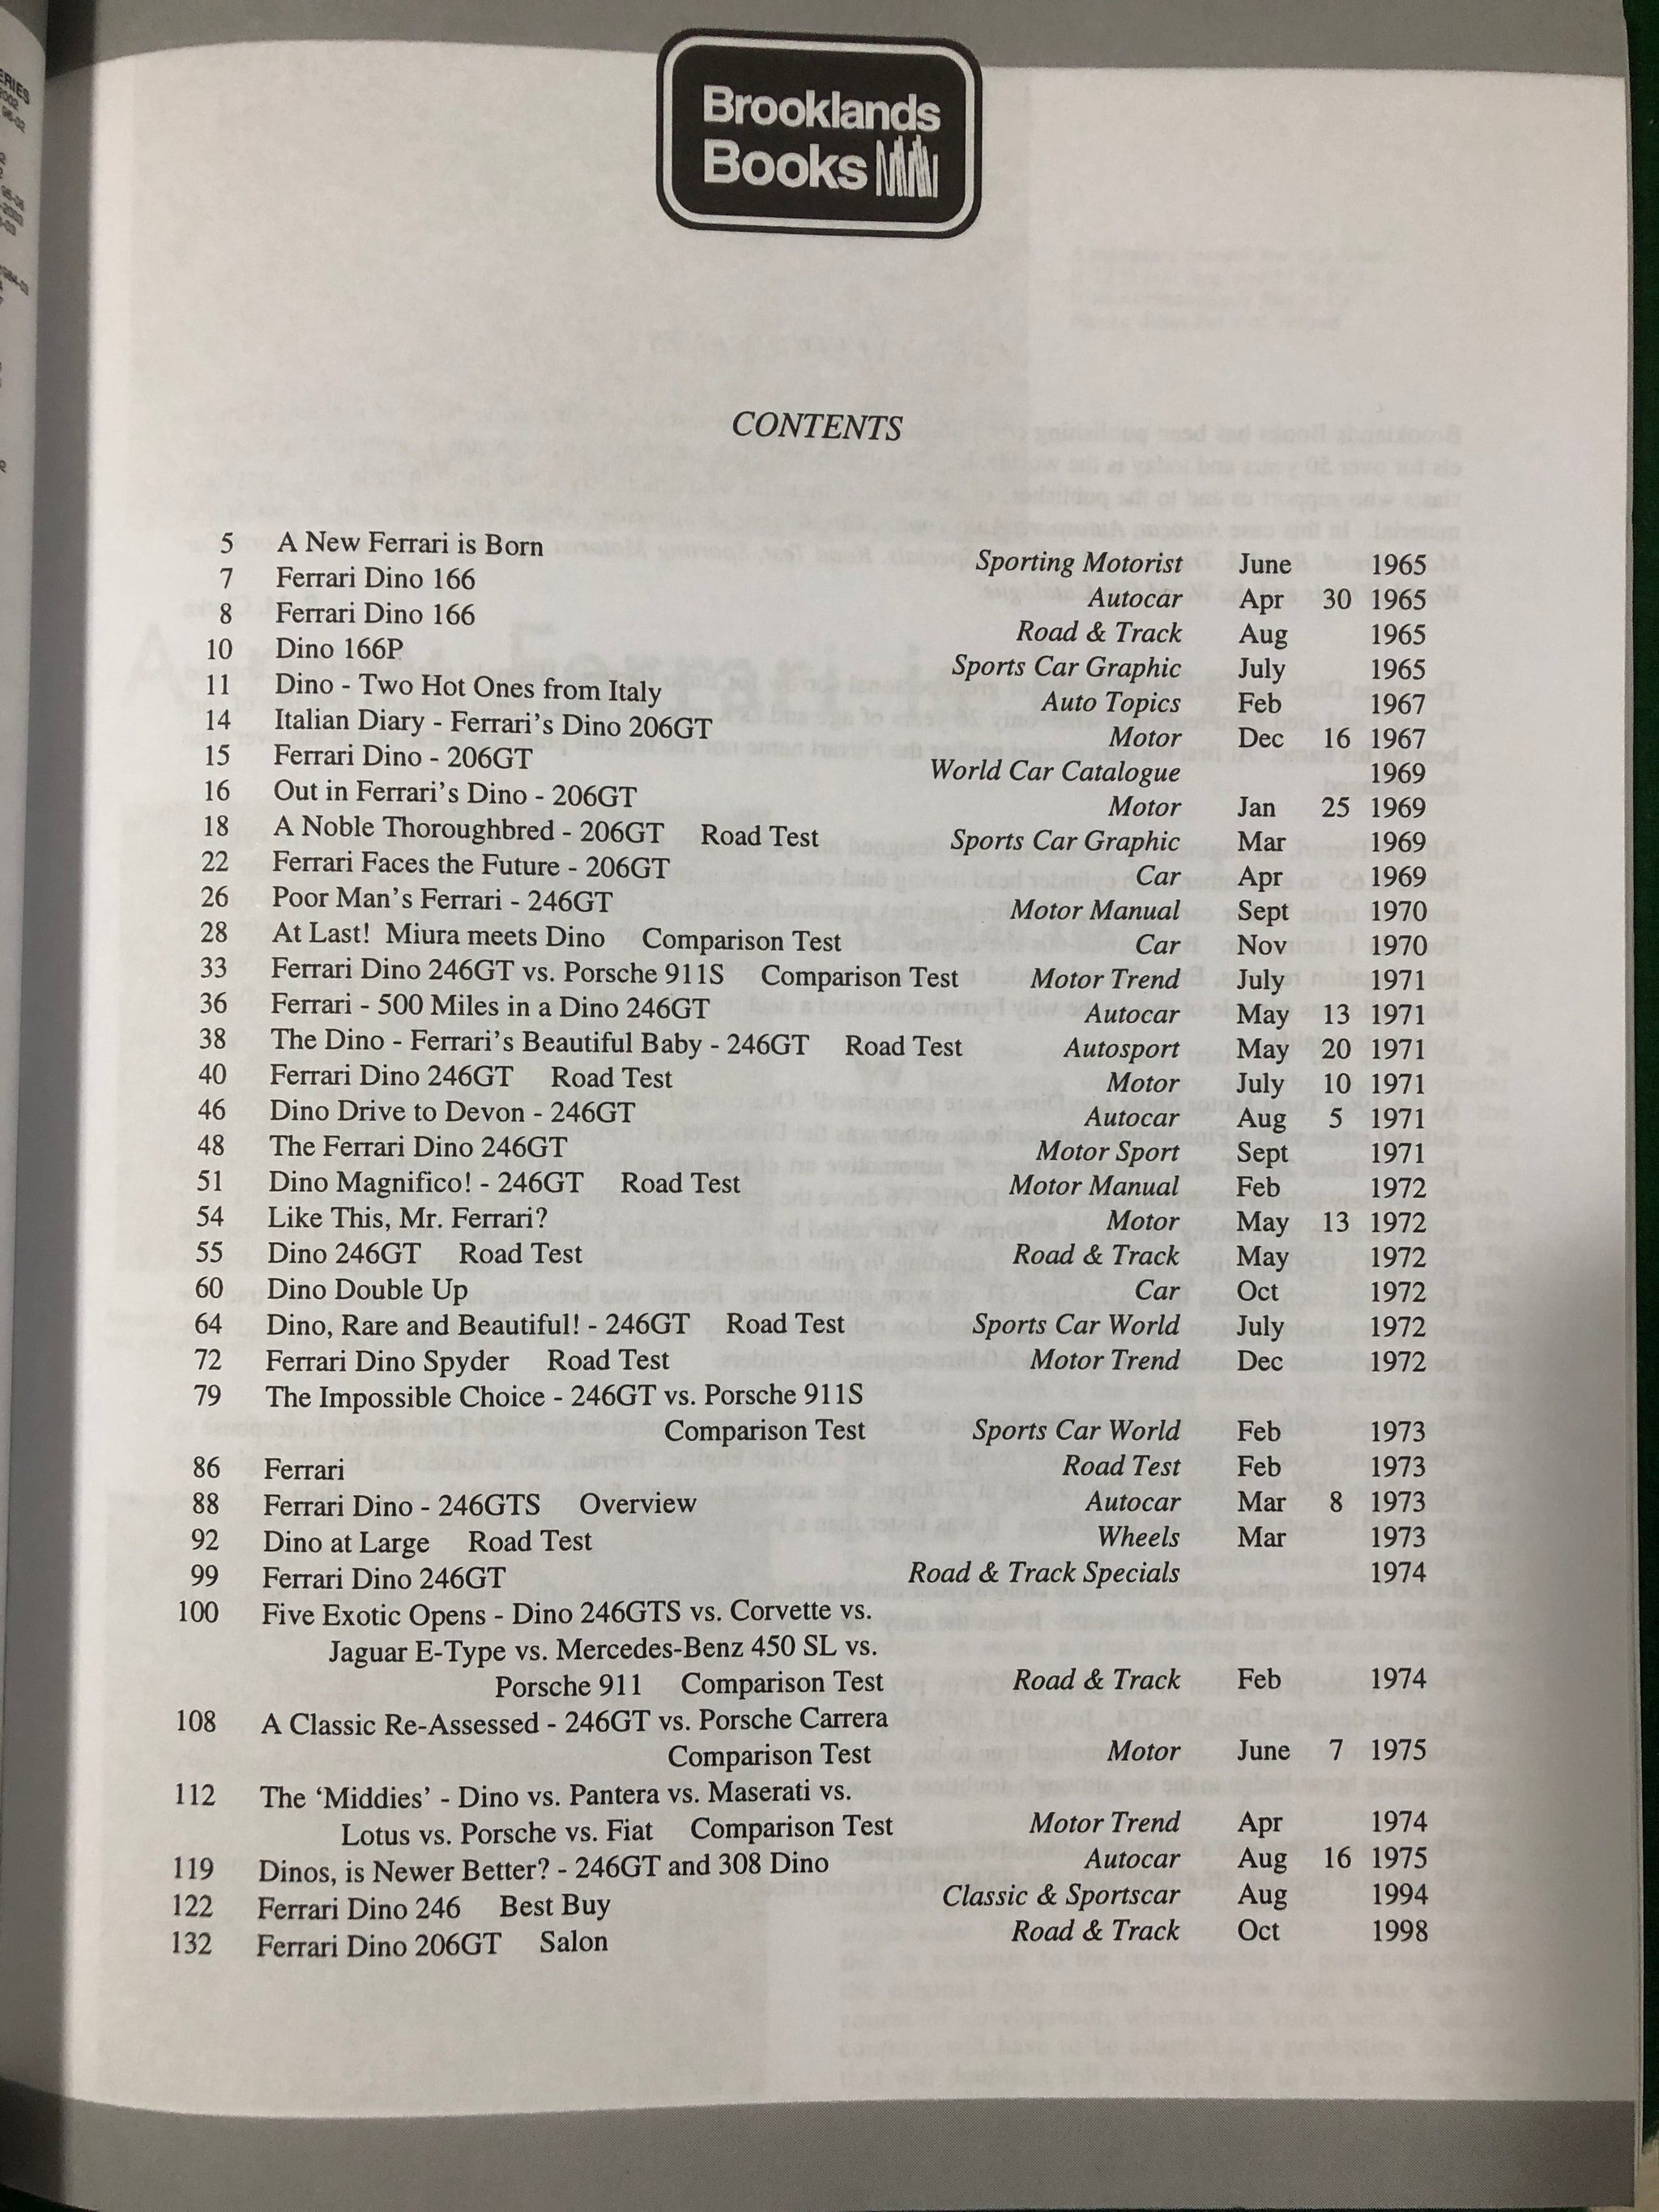 Brooklands
Books
CONTENTS
5 A New Ferrari is Born Sporting Motorist June 1965
7 Ferrari Dino 166 Autocar Apr 30 1965
8 Ferrari Dino 166 Road & Track Aug 1965
10 Dino 166P Sports Car Graphic July 1965
11 Dino - Two Hot Ones from Italy Auto Topics Feb 1967
14 Italian Diary - Ferrari's Dino 206GT Motor Dec 16 1967
15 Ferrari Dino - 206GT World Car Catalogue 1969
16 Out in Ferrari's Dino - 206GT Motor Jan 25 1969
18 A Noble Thoroughbred - 206GT Road Test Sports Car Graphic Mar 1969
22 Ferrari Faces the Future - 206GT Car Apr 1969
26 Poor Man's Ferrari - 246GT Motor Manual Sept 1970
28 At Last! Miura meets Dino Comparison Test Car Nov 1970
33 Ferrari Dino 246GT vs. Porsche 911S Comparison Test Motor Trend July 1971
36 Ferrari - 500 Miles in a Dino 246GT Autocar May 13 1971
38 The Dino - Ferrari's Beautiful Baby - 246GT Road Test Autosport May 20 1971
40 Ferrari Dino 246GT Road Test Motor July 10 1971
46 Dino Drive to Devon - 246GT Autocar Aug 5 1971
48 The Ferrari Dino 246GT Motor Sport Sept 1971
51 Dino Magnifico! - 246GT Road Test Motor Manual Feb 1972
54 Like This, Mr. Ferrari? Motor May 13 1972
55 Dino 246GT Road Test Road & Track May 1972
60 Dino Double Up Car Oct 1972
64 Dino, Rare and Beautiful! - 246GT Road Test Sports Car World July 1972
72 Ferrari Dino Spyder Road Test Motor Trend Dec 1972
79 The Impossible Choice - 246GT vs. Porsche 911S
Comparison Test Sports Car World Feb 1973
86 Ferrari Road Test Feb 1973
88 Ferrari Dino - 246GTS Overview Autocar Mar 8 1973
92 Dino at Large Road Test Wheels Mar 1973
99 Ferrari Dino 246GT Road & Track Specials 1974
100 Five Exotic Opens - Dino 246GTS vs. Corvette vs.
Jaguar E-Type vs. Mercedes-Benz 450 SL vs.
Porsche 911 Comparison Test Road & Track Feb 1974
108 A Classic Re-Assessed - 246GT vs. Porsche Carrera
Comparison Test Motor June 7 1975
112 The 'Middies' - Dino vs. Pantera vs. Maserati vs.
Lotus vs. Porsche vs. Fiat Comparison Test Motor Trend Apr 1974
119 Dinos, is Newer Better? - 246GT and 308 Dino Autocar Aug 16 1975
122 Ferrari Dino 246 Best Buy Classic & Sportscar Aug 1994
132 Ferrari Dino 206GT Salon Road & Track Oct 1998